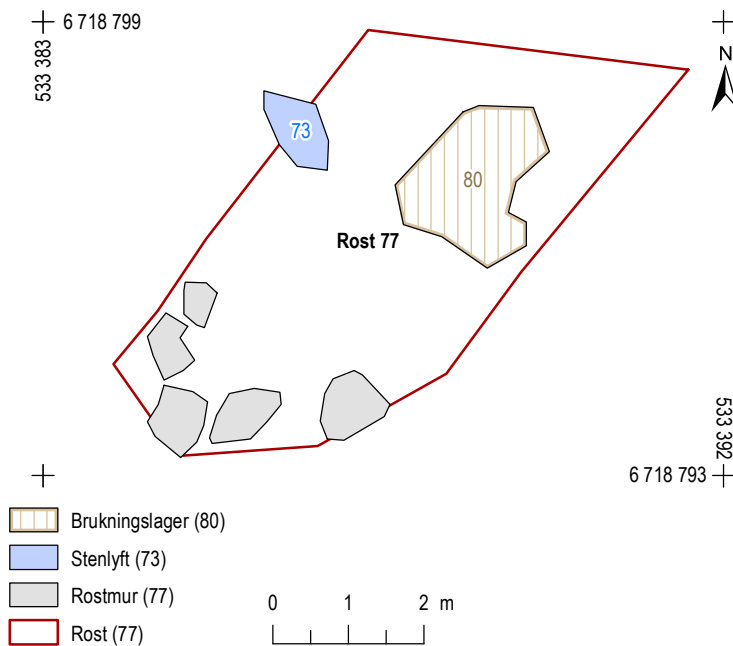 6 718 799
533 383
N
73
80
Rost 77
533 392
6 718 793
Brukningslager (80)
Stenlyft (73)
Rostmur (77)
Rost (77)
0 1 2 m